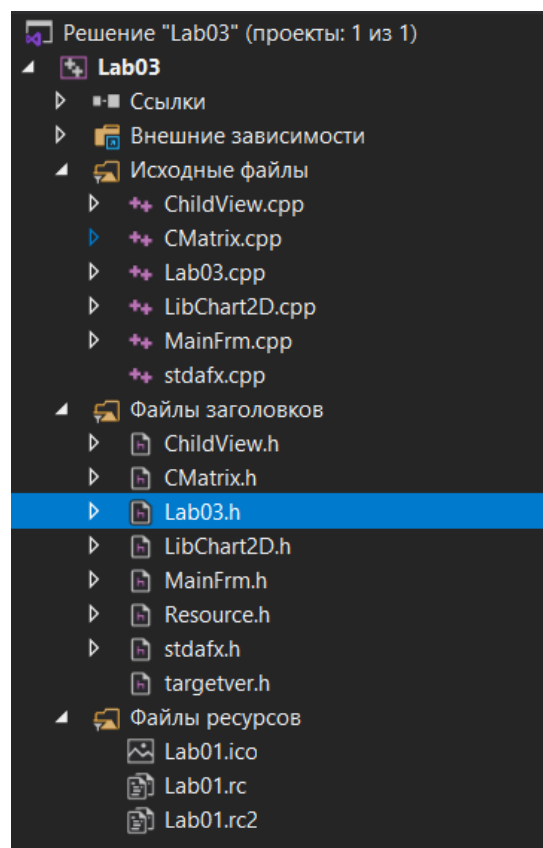 Решение "Lab03" (проекты: 1 из 1)
Lab03
Ссылки
Внешние зависимости
Исходные файлы
ChildView.cpp
CMatrix.cpp
Lab03.cpp
LibChart2D.cpp
MainFrm.cpp
stdafx.cpp
Файлы заголовков
ChildView.h
CMatrix.h
Lab03.h
LibChart2D.h
MainFrm.h
Resource.h
stdafx.h
targetver.h
Файлы ресурсов
Lab01.ico
Lab01.rc
Lab01.rc2